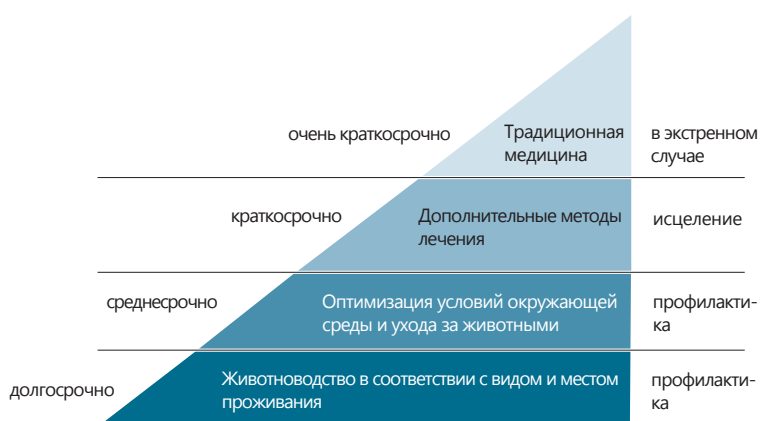 очень краткосрочно
Традиционная
медицина
в экстренном
случае
краткосрочно
Дополнительные методы
лечения
исцеление
среднесрочно
Оптимизация условий окружающей
среды и ухода за животными
профилакти-
ка
долгосрочно
Животноводство в соответствии с видом и местом
проживания
профилакти-
ка